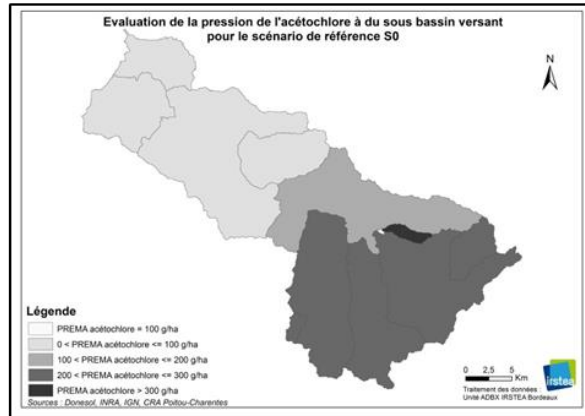 Evaluation de la pression de l'acétochlore à du sous bassin versant
pour le scénario de référence S0
N
Légende
PREMA acétochlore = 100 g/ha
0 < PREMA acétochlore <= 100 g/ha
100 < PREMA acétochlore <= 200 g/ha
200 < PREMA acétochlore <= 300 g/ha
PREMA acétochlore > 300 g/ha
Sources : Donesol, INRA, IGN, CRA Poitou-Charentes
0 2,5 5
Km
Traitement des données :
Unité ADBX IRSTEA Bordeaux
irstea